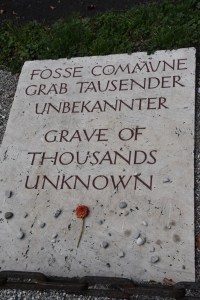 FOSSE COMMUNE
GRAB TAUSENDER
UNBEKANNTER
GRAVE OF
THOUSANDS
UNKNOWN